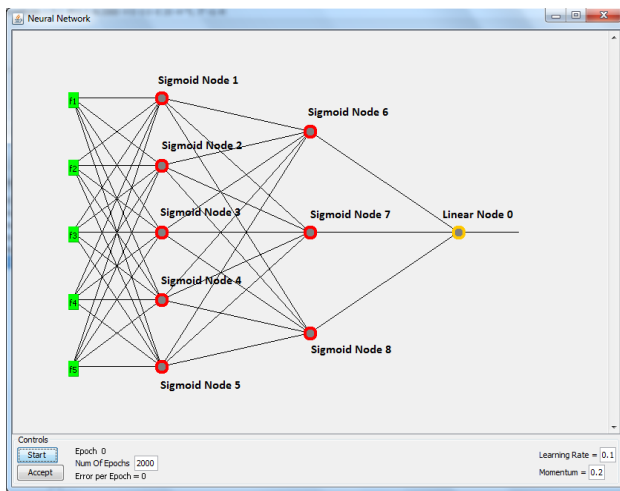 Neural Network
Sigmoid Node 1
Sigmoid Node 6
f1
Sigmoid Node 2
f2
Sigmoid Node 3
Sigmoid Node 7
Linear Node 0
f3
Sigmoid Node 4
f4
Sigmoid Node 8
f5
Sigmoid Node 5
Controls
Start
Accept
Epoch 0
Num Of Epochs 2000
Error per Epoch = 0
Learning Rate = 0.1
Momentum = 0.2